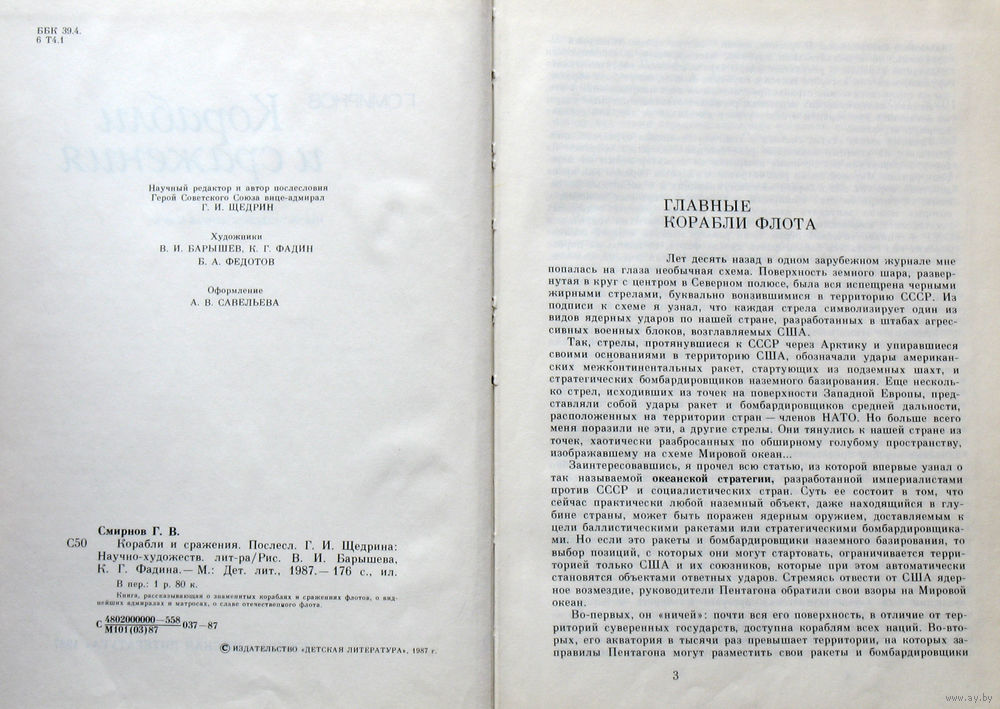 ББК 39.4.
6 Т4.1
Научный редактор и автор послесловия
Герой Советского Союза вице-адмирал
Г. И. ЩЕДРИН
Художники
В. И. БАРЫШЕВ, К. Г. ФАДИН
Б. А. ФЕДОТОВ
Оформление
А. В. САВЕЛЬЕВА
Смирнов Г. В.
С50 Корабли и сражения. Послесл. Г. И. Щедрина:
Научно-художеств. лит-ра/Рис. В. И. Барышева,
К. Г. Фадина.— М.: Дет. лит., 1987.— 176 с., ил.
В пер.: 1 р. 80 к.
Книга, рассказывающая о знаменитых кораблях и сражениях флотов, о вид-
нейших адмиралах и матросах, о славе отечественного флота.
С 4802000000—558
М101(03)87 037—87
© ИЗДАТЕЛЬСТВО «ДЕТСКАЯ ЛИТЕРАТУРА», 1987 г.
ГЛАВНЫЕ
КОРАБЛИ ФЛОТА
Лет десять назад в одном зарубежном журнале мне
попалась на глаза необычная схема. Поверхность земного шара, развер-
нутая в круг с центром в Северном полюсе, была вся испещрена черными
жирными стрелами, буквально вонзившимися в территорию СССР. Из
подписи к схеме я узнал, что каждая стрела символизирует один из
видов ядерных ударов по нашей стране, разработанных в штабах агрес-
сивных военных блоков, возглавляемых США.
Так, стрелы, протянувшиеся к СССР через Арктику и упиравшиеся
своими основаниями в территорию США, обозначали удары американ-
ских межконтинентальных ракет, стартующих из подземных шахт, и
стратегических бомбардировщиков наземного базирования. Еще несколь-
ко стрел, исходивших из точек на поверхности Западной Европы, пред-
ставляли собой удары ракет и бомбардировщиков средней дальности,
расположенных на территории стран — членов НАТО. Но больше всего
меня поразили не эти, а другие стрелы. Они тянулись к нашей стране из
точек, хаотически разбросанных по обширному голубому пространству,
изображавшему на схеме Мировой океан...
Заинтересовавшись, я прочел всю статью, из которой впервые узнал о
так называемой океанской стратегии, разработанной империалистами
против СССР и социалистических стран. Суть ее состоит в том, что
сейчас практически любой наземный объект, даже находящийся в глу-
бине страны, может быть поражен ядерным оружием, доставляемым к
цели баллистическими ракетами или стратегическими бомбардировщика-
ми. Но если это ракеты и бомбардировщики наземного базирования, то
выбор позиций, с которых они могут стартовать, ограничивается терри-
торией только США и их союзников, которые при этом автоматически
становятся объектами ответных ударов. Стремясь отвести от США ядер-
ное возмездие, руководители Пентагона обратили свои взоры на Мировой
океан.
Во-первых, он «ничей»: почти вся его поверхность, в отличие от тер-
риторий суверенных государств, доступна кораблям всех наций. Во-вто-
рых, его акватория в тысячи раз превышает территории, на которых за-
правилы Пентагона могут разместить свои ракеты и бомбардировщики
3
www.ay.by